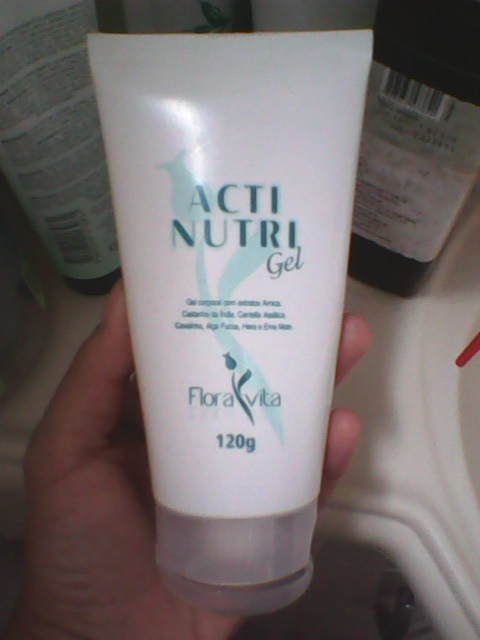 ACTI
NUTRI
Gel
Gel corporal com extratos Arnica,
Castanha da Índia, Centella Asiática
Cavalinha, Alga Fucus, Hera e Erva Mate
Flora vita
120g